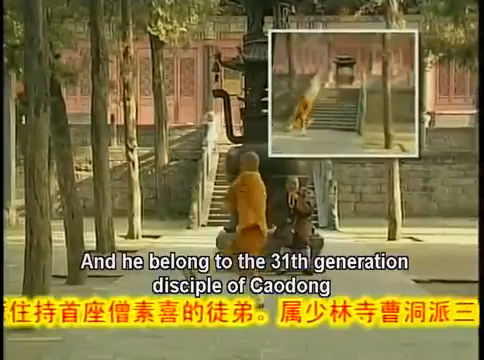 And he belong to the 31th generation
disciple of Caodong
住持首座僧素喜的徒弟。属少林寺曹洞派三